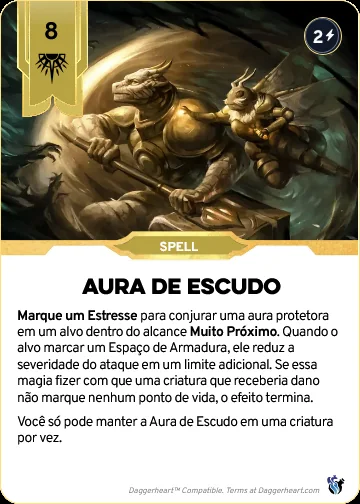 8
2
SPELL
AURA DE ESCUDO
Marque um Estresse para conjurar uma aura protetora
em um alvo dentro do alcance Muito Próximo. Quando o
alvo marcar um Espaço de Armadura, ele reduz a
severidade do ataque em um limite adicional. Se essa
magia fizer com que uma criatura que receberia dano
não marque nenhum ponto de vida, o efeito termina.
Você só pode manter a Aura de Escudo em uma criatura
por vez.
Daggerheart™ Compatible. Terms at Daggerheart.com